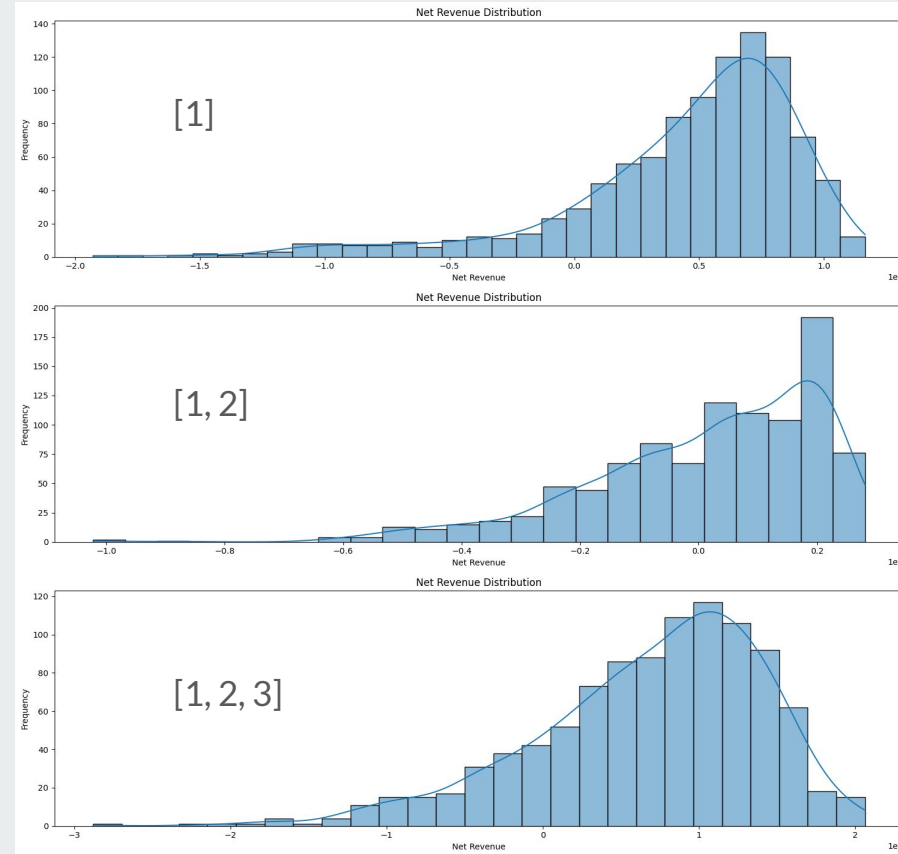 Net Revenue Distribution
140
120
100
80
60
40
20
0
Frequency
[1]
−2.0 −1.5 −1.0 −0.5 0.0 0.5 1.0
Net Revenue
1e
Net Revenue Distribution
200
175
150
125
100
75
50
25
0
Frequency
[1, 2]
−1.0 −0.8 −0.6 −0.4 −0.2 0.0 0.2
Net Revenue
1e
Net Revenue Distribution
120
100
80
60
40
20
0
Frequency
[1, 2, 3]
−3 −2 −1 0 1 2
Net Revenue
1e